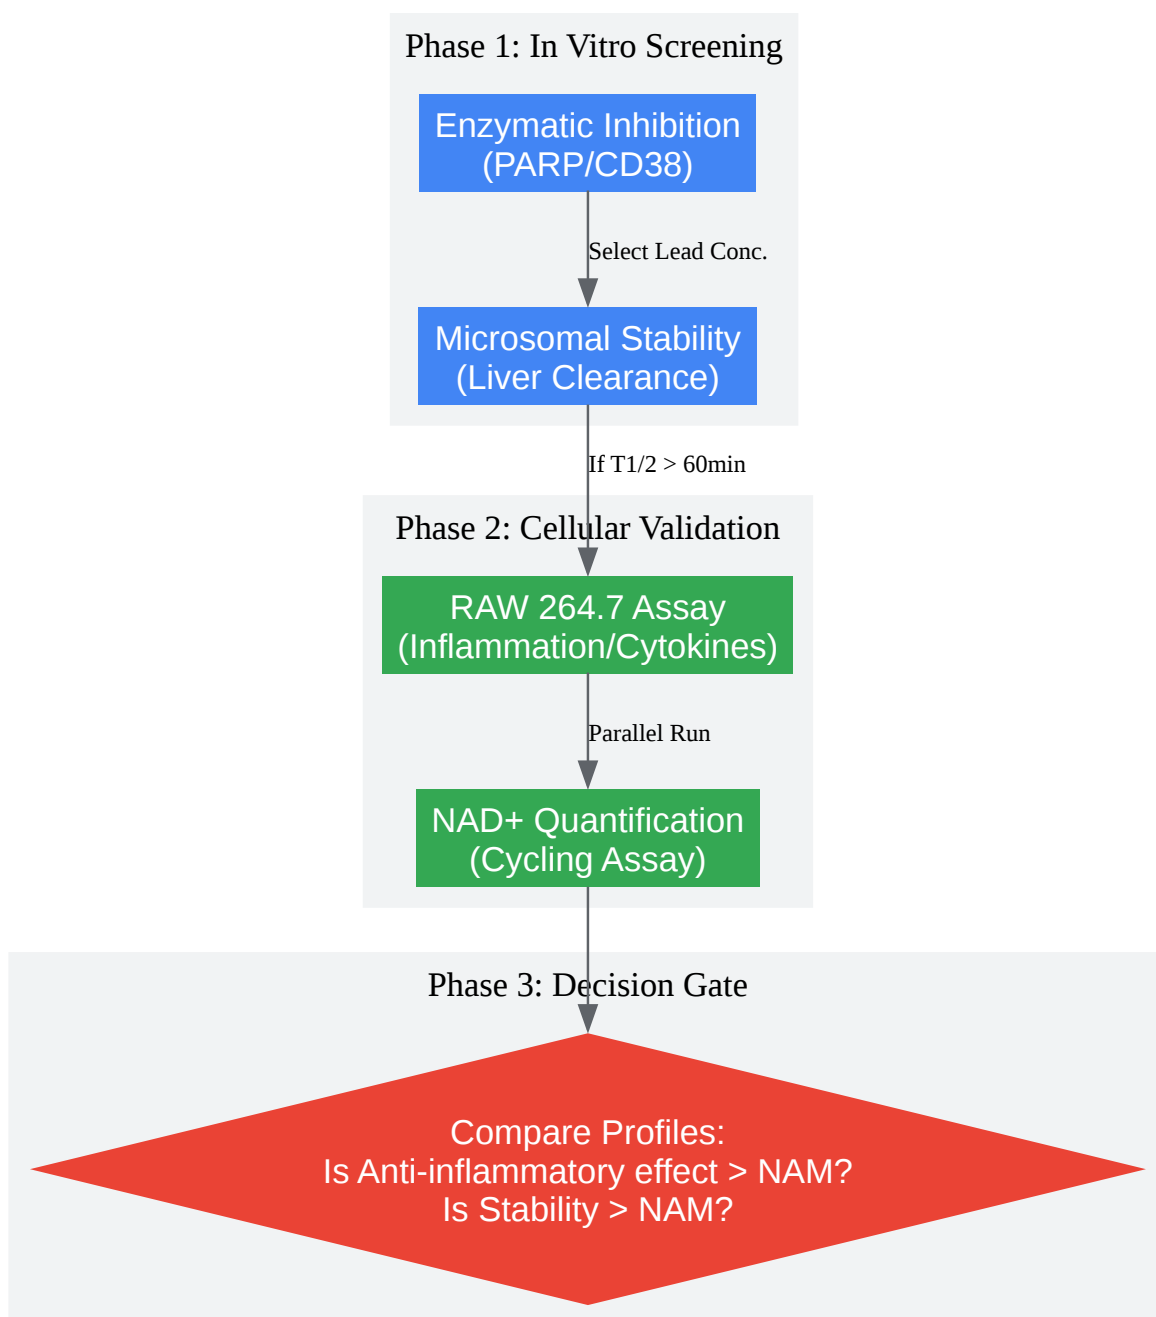 Phase 1: In Vitro Screening
Enzymatic Inhibition
(PARP/CD38)
Select Lead Conc.
Microsomal Stability
(Liver Clearance)
If T1/2 > 60min
Phase 2: Cellular Validation
RAW 264.7 Assay
(Inflammation/Cytokines)
Parallel Run
NAD+ Quantification
(Cycling Assay)
Phase 3: Decision Gate
Compare Profiles:
Is Anti-inflammatory effect > NAM?
Is Stability > NAM?